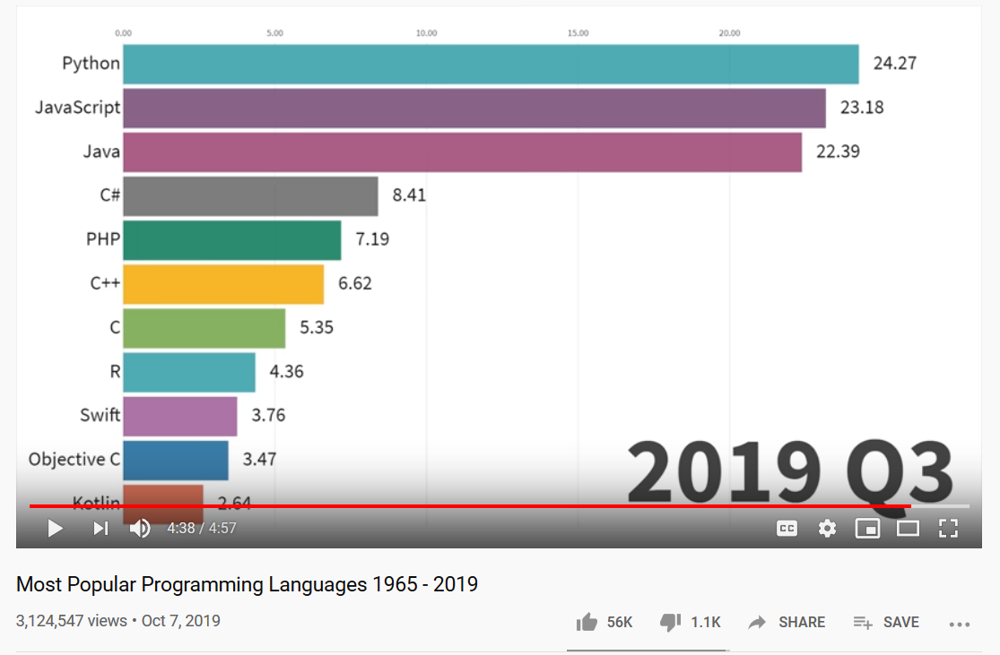 0.00 5.00 10.00 15.00 20.00
Python 24.27
JavaScript 23.18
Java 22.39
C# 8.41
PHP 7.19
C++ 6.62
C 5.35
R 4.36
Swift 3.76
Objective C 3.47
Kotlin 2.64
2019 Q3
4:38 / 4:57 CC
Most Popular Programming Languages 1965 - 2019
3,124,547 views • Oct 7, 2019 56K 1.1K SHARE SAVE